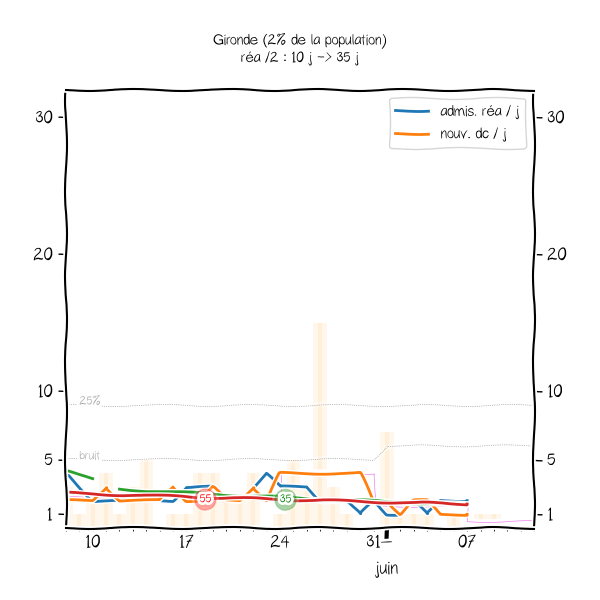 Gironde (2% de la population)
réa /2 : 10 j -> 35 j
admis. réa / j
nouv. dc / j
30 30
20 20
10 10
25%
5 5
bruit
55 35
1 1
10 17 24 31 07
juin